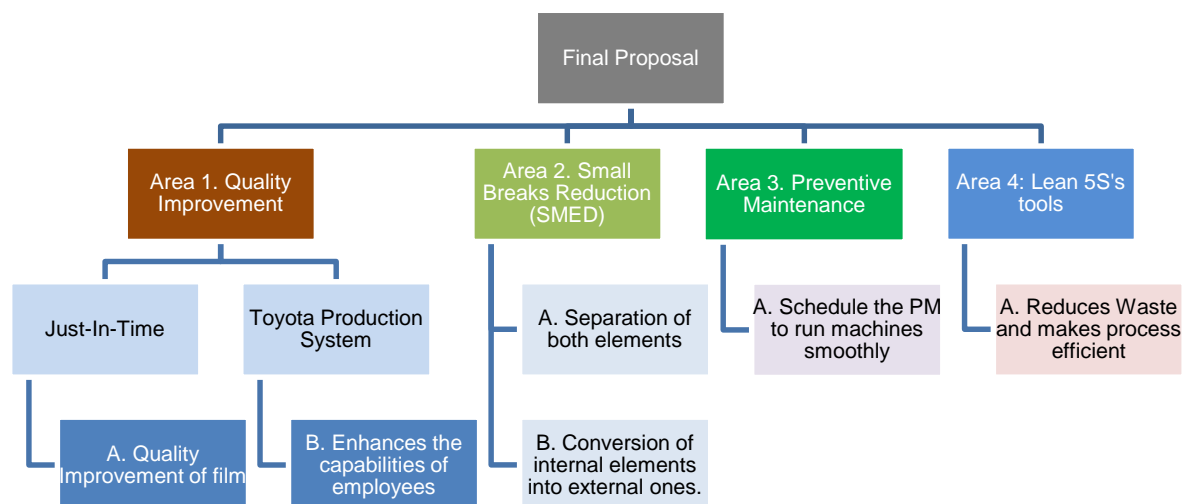 Final Proposal
Area 1. Quality
Improvement
Area 2. Small
Breaks Reduction
(SMED)
Area 3. Preventive
Maintenance
Area 4: Lean 5S's
tools
Just-In-Time
Toyota Production
System
A. Separation of
both elements
A. Schedule the PM
to run machines
smoothly
A. Reduces Waste
and makes process
efficient
A. Quality
Improvement of film
B. Enhances the
capabilities of
employees
B. Conversion of
internal elements
into external ones.